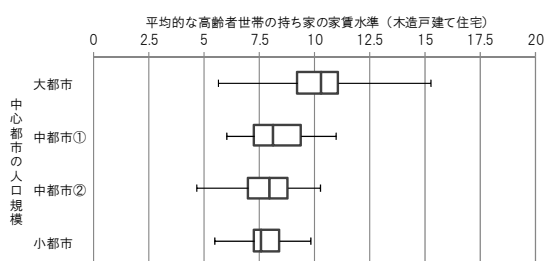 平均的な高齢者世帯の持ち家の家賃水準（木造戸建て住宅）
0 2.5 5 7.5 10 12.5 15 17.5 20
中心都市の人口規模
大都市
中都市①
中都市②
小都市